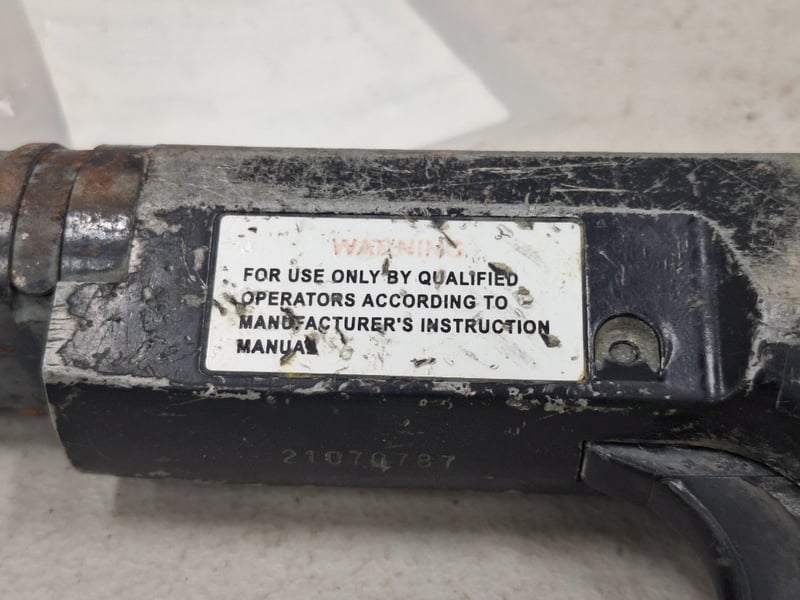 WARNING
FOR USE ONLY BY QUALIFIED
OPERATORS ACCORDING TO
MANUFACTURER'S INSTRUCTION
MANUAL
21070787